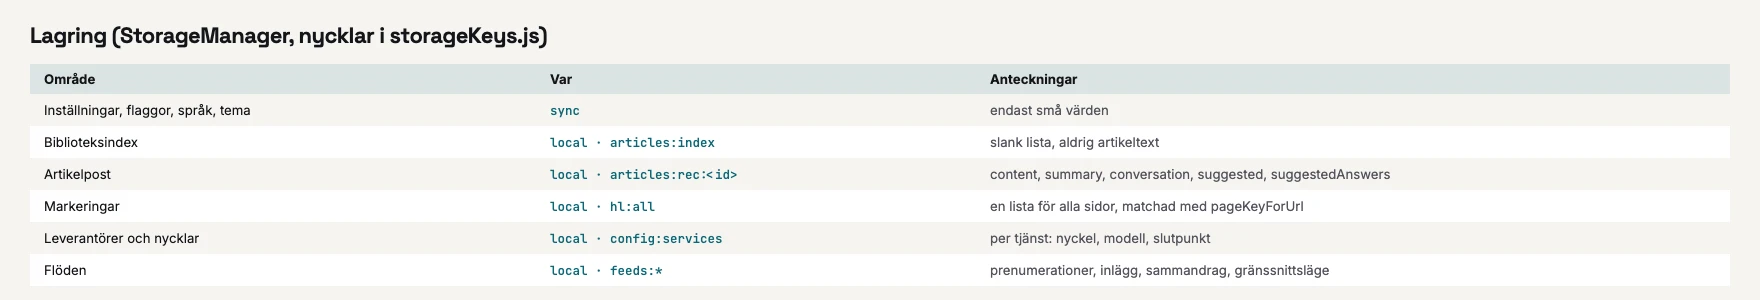 Lagring (StorageManager, nycklar i storageKeys.js)
Område Var Anteckningar
Inställningar, flaggor, språk, tema sync endast små värden
Biblioteksindex local · articles:index slank lista, aldrig artikeltext
Artikelpost local · articles:rec:<id> content, summary, conversation, suggested, suggestedAnswers
Markeringar local · hl:all en lista för alla sidor, matchad med pageKeyForUrl
Leverantörer och nycklar local · config:services per tjänst: nyckel, modell, slutpunkt
Flöden local · feeds:* prenumerationer, inlägg, sammandrag, gränssnittsläge